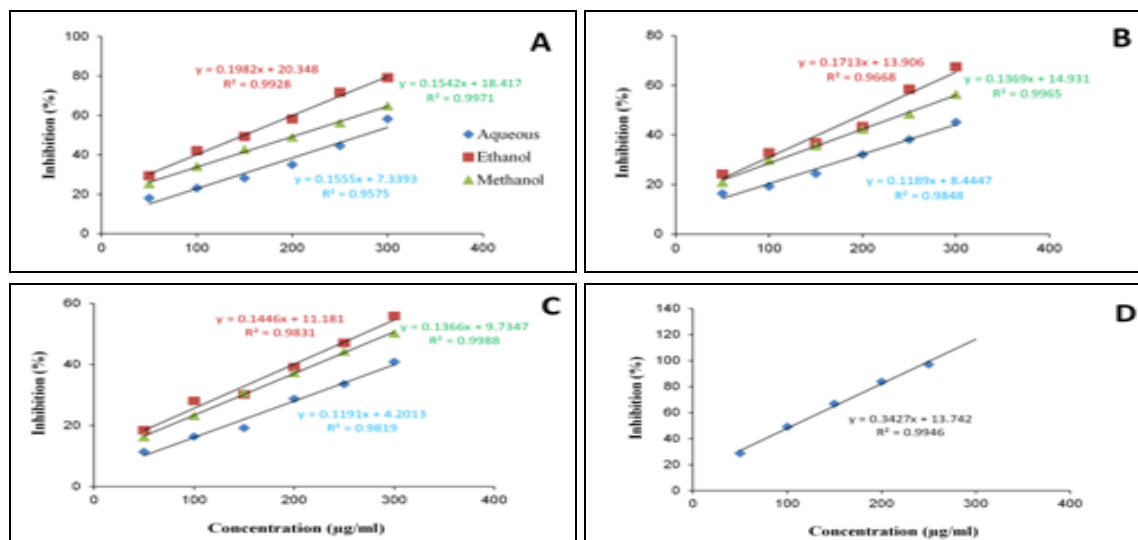 A
100
80
60
40
20
0
Inhibition (%)
y = 0.1982x + 20.348
R² = 0.9928
y = 0.1542x + 18.417
R² = 0.9971
Aqueous
Ethanol
Methanol
y = 0.1555x + 7.3393
R² = 0.9575
0 100 200 300 400
B
80
60
40
20
0
Inhibition (%)
y = 0.1713x + 13.906
R² = 0.9668
y = 0.1369x + 14.931
R² = 0.9965
y = 0.1189x + 8.4447
R² = 0.9848
0 100 200 300 400
C
60
40
20
0
Inhibition (%)
y = 0.1446x + 11.181
R² = 0.9831
y = 0.1366x + 9.7347
R² = 0.9988
y = 0.1191x + 4.2013
R² = 0.9819
0 100 200 300 400
Concentration (µg/ml)
D
140
120
100
80
60
40
20
0
Inhibition (%)
y = 0.3427x + 13.742
R² = 0.9946
0 100 200 300 400
Concentration (µg/ml)